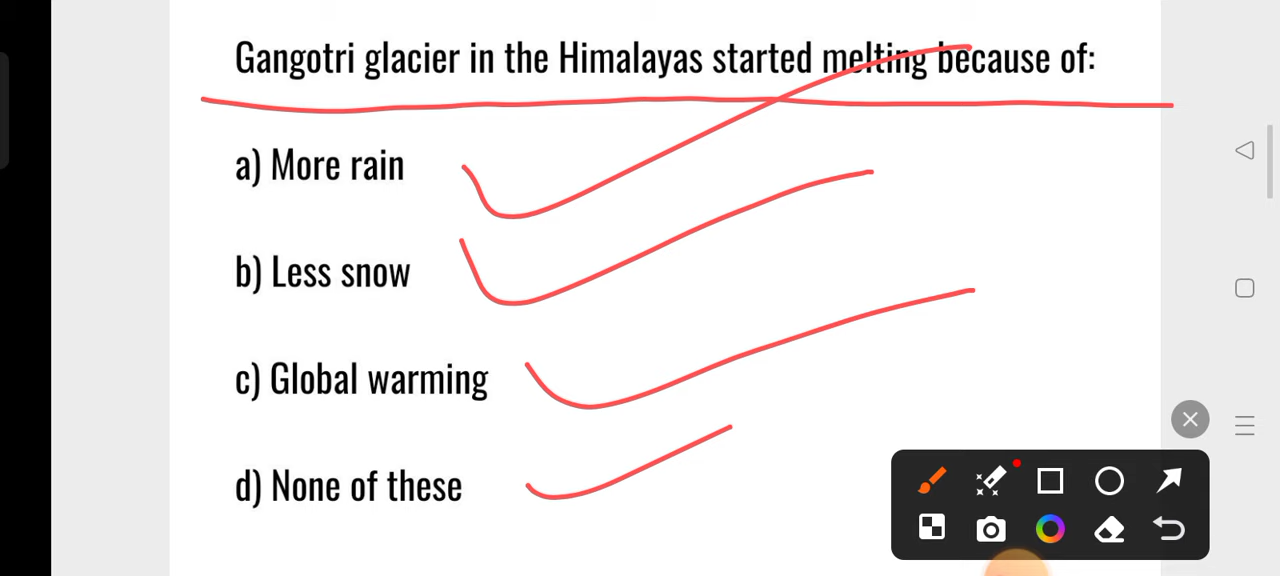 Gangotri glacier in the Himalayas started melting because of:
a) More rain
b) Less snow
c) Global warming
d) None of these